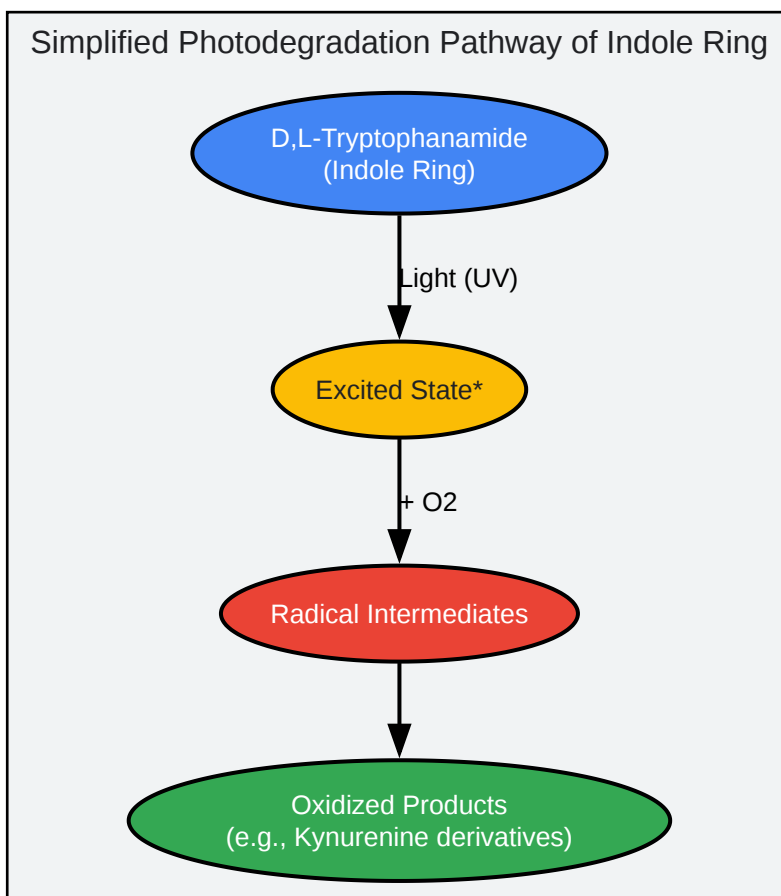 Simplified Photodegradation Pathway of Indole Ring
D,L-Tryptophanamide
(Indole Ring)
Light (UV)
Excited State*
+ O2
Radical Intermediates
Oxidized Products
(e.g., Kynurenine derivatives)